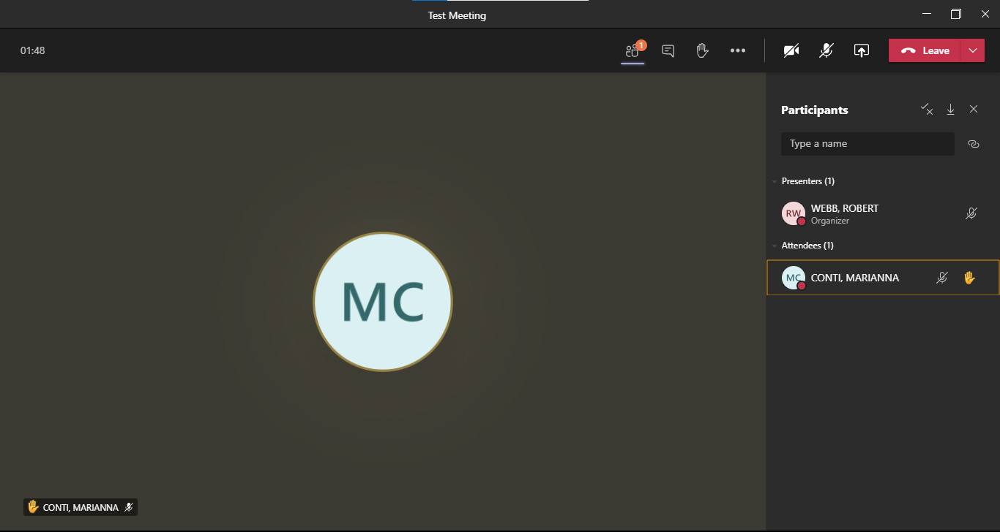 Test Meeting
01:48
1
Leave
Participants
Type a name
Presenters (1)
RW
WEBB, ROBERT
Organizer
Attendees (1)
MC
CONTI, MARIANNA
MC
CONTI, MARIANNA